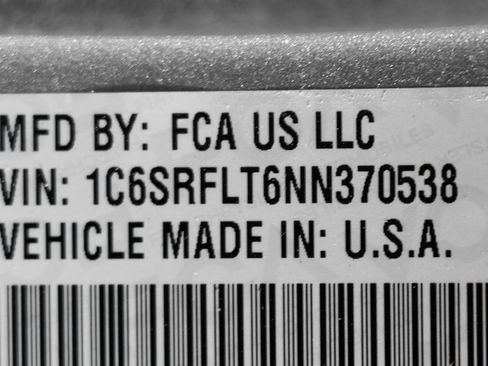 MFD BY: FCA US LLC
VIN: 1C6SRFLT6NN370538
VEHICLE MADE IN: U.S.A.